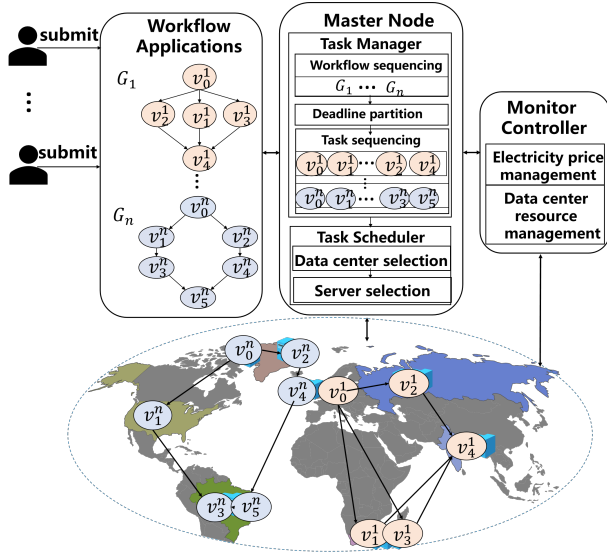 submit
submit
Workflow
Applications
G₁
v₀¹
v₂¹ v₁¹ v₃¹
v₄¹
⋮
Gₙ
v₀ⁿ
v₁ⁿ v₂ⁿ
v₃ⁿ v₄ⁿ
v₅ⁿ
Master Node
Task Manager
Workflow sequencing
G₁ ⋯ Gₙ
Deadline partition
Task sequencing
v₀¹ v₁¹ ⋯ v₂¹ v₄¹
v₀ⁿ v₁ⁿ ⋯ v₃ⁿ v₅ⁿ
Task Scheduler
Data center selection
Server selection
Monitor
Controller
Electricity price
management
Data center
resource
management
v₀ⁿ v₂ⁿ
v₄ⁿ v₀¹ v₂¹
v₁ⁿ
v₄¹
v₃ⁿ v₅ⁿ
v₁¹ v₃¹